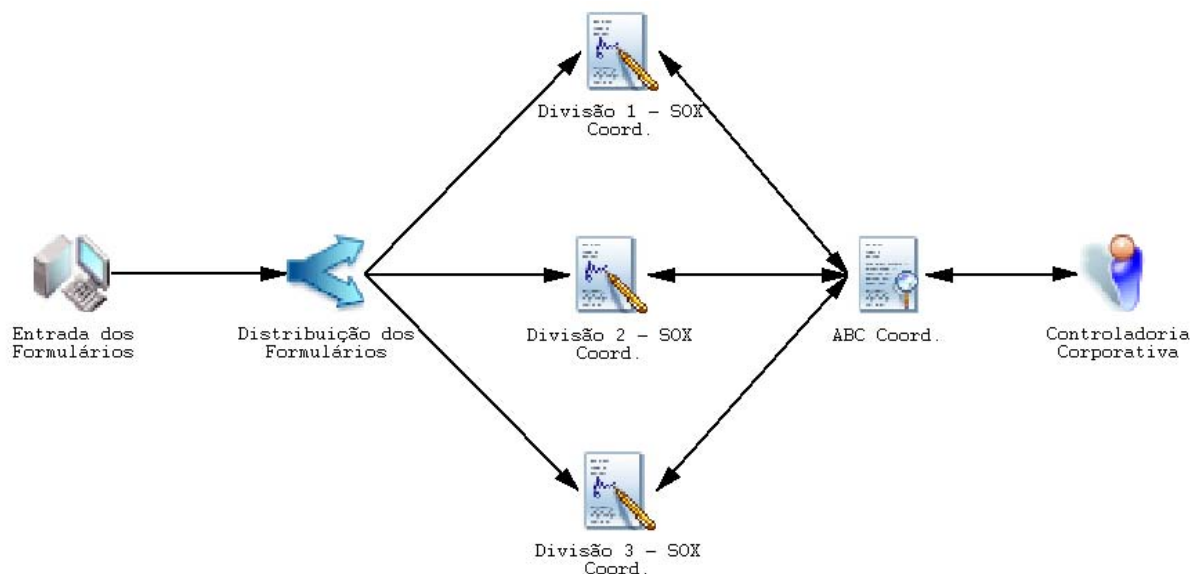 Divisão 1 - SOX
Coord.
Entrada dos
Formulários
Distribuição dos
Formulários
Divisão 2 - SOX
Coord.
ABC Coord.
Controladoria
Corporativa
Divisão 3 - SOX
Coord.